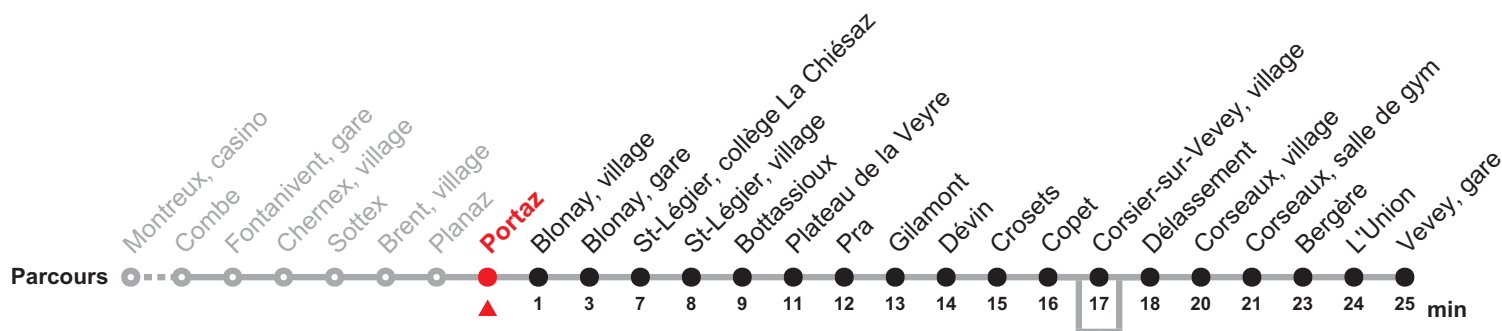 Montreux, casino
Combe
Fontanivent, gare
Chernex, village
Sottex
Brent, village
Planaz
Portaz
Blonay, village
Blonay, gare
St-Légier, collège La Chiésaz
St-Légier, village
Bottassioux
Plateau de la Veyre
Pra
Gilamont
Dévin
Crosets
Copet
Corsier-sur-Vevey, village
Délassement
Corseaux, village
Corseaux, salle de gym
Bergère
L'Union
Vevey, gare
Parcours
1 3 7 8 9 11 12 13 14 15 16 17 18 20 21 23 24 25 min